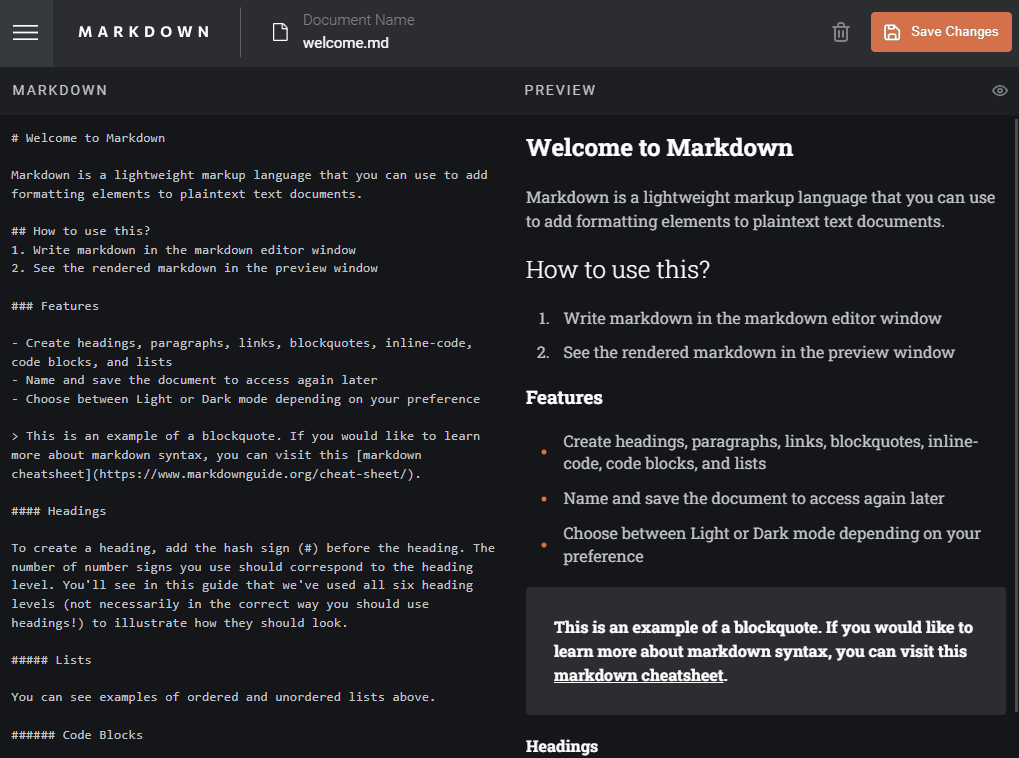 MARKDOWN
Document Name
welcome.md
Save Changes
MARKDOWN
# Welcome to Markdown
Markdown is a lightweight markup language that you can use to add
formatting elements to plaintext text documents.
## How to use this?
1. Write markdown in the markdown editor window
2. See the rendered markdown in the preview window
### Features
- Create headings, paragraphs, links, blockquotes, inline-code,
code blocks, and lists
- Name and save the document to access again later
- Choose between Light or Dark mode depending on your preference
> This is an example of a blockquote. If you would like to learn
more about markdown syntax, you can visit this [markdown
cheatsheet](https://www.markdownguide.org/cheat-sheet/).
#### Headings
To create a heading, add the hash sign (#) before the heading. The
number of number signs you use should correspond to the heading
level. You'll see in this guide that we've used all six heading
levels (not necessarily in the correct way you should use
headings!) to illustrate how they should look.
##### Lists
You can see examples of ordered and unordered lists above.
###### Code Blocks
PREVIEW
Welcome to Markdown
Markdown is a lightweight markup language that you can use
to add formatting elements to plaintext text documents.
How to use this?
1. Write markdown in the markdown editor window
2. See the rendered markdown in the preview window
Features
• Create headings, paragraphs, links, blockquotes, inline-
code, code blocks, and lists
• Name and save the document to access again later
• Choose between Light or Dark mode depending on your
preference
This is an example of a blockquote. If you would like to
learn more about markdown syntax, you can visit this
markdown cheatsheet.
Headings